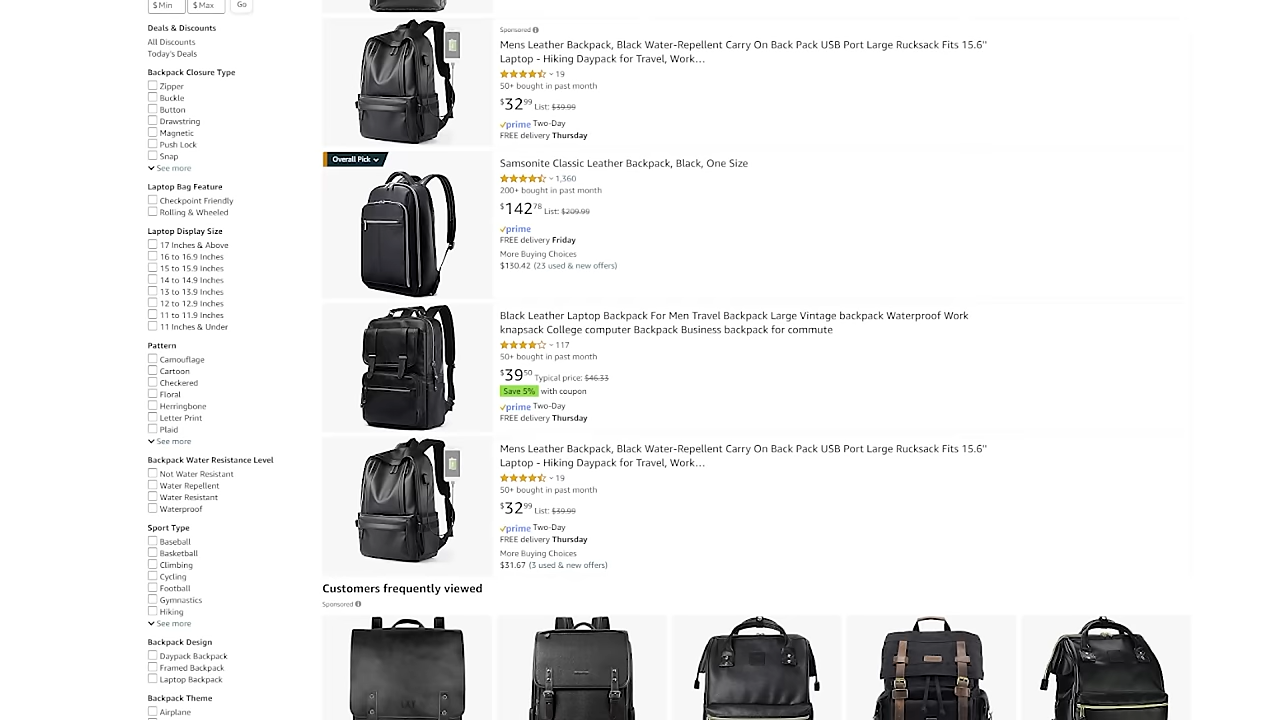 $ Min $ Max Go
Deals & Discounts
All Discounts
Today's Deals
Backpack Closure Type
Zipper
Buckle
Button
Drawstring
Magnetic
Push Lock
Snap
See more
Laptop Bag Feature
Checkpoint Friendly
Rolling & Wheeled
Laptop Display Size
17 Inches & Above
16 to 16.9 Inches
15 to 15.9 Inches
14 to 14.9 Inches
13 to 13.9 Inches
12 to 12.9 Inches
11 to 11.9 Inches
11 Inches & Under
Pattern
Camouflage
Cartoon
Checkered
Floral
Herringbone
Letter Print
Plaid
See more
Backpack Water Resistance Level
Not Water Resistant
Water Repellent
Water Resistant
Waterproof
Sport Type
Baseball
Basketball
Climbing
Cycling
Football
Gymnastics
Hiking
See more
Backpack Design
Daypack Backpack
Framed Backpack
Laptop Backpack
Backpack Theme
Airplane
Sponsored
Mens Leather Backpack, Black Water-Repellent Carry On Back Pack USB Port Large Rucksack Fits 15.6''
Laptop - Hiking Daypack for Travel, Work...
19
50+ bought in past month
$32.99 List: $39.99
prime Two-Day
FREE delivery Thursday
Overall Pick
Samsonite Classic Leather Backpack, Black, One Size
1,360
200+ bought in past month
$142.78 List: $209.99
prime
FREE delivery Friday
More Buying Choices
$130.42 (23 used & new offers)
Black Leather Laptop Backpack For Men Travel Backpack Large Vintage backpack Waterproof Work
knapsack College computer Backpack Business backpack for commute
117
50+ bought in past month
$39.50 Typical price: $46.33
Save 5% with coupon
prime Two-Day
FREE delivery Thursday
Mens Leather Backpack, Black Water-Repellent Carry On Back Pack USB Port Large Rucksack Fits 15.6''
Laptop - Hiking Daypack for Travel, Work...
19
50+ bought in past month
$32.99 List: $39.99
prime Two-Day
FREE delivery Thursday
More Buying Choices
$31.67 (3 used & new offers)
Customers frequently viewed
Sponsored